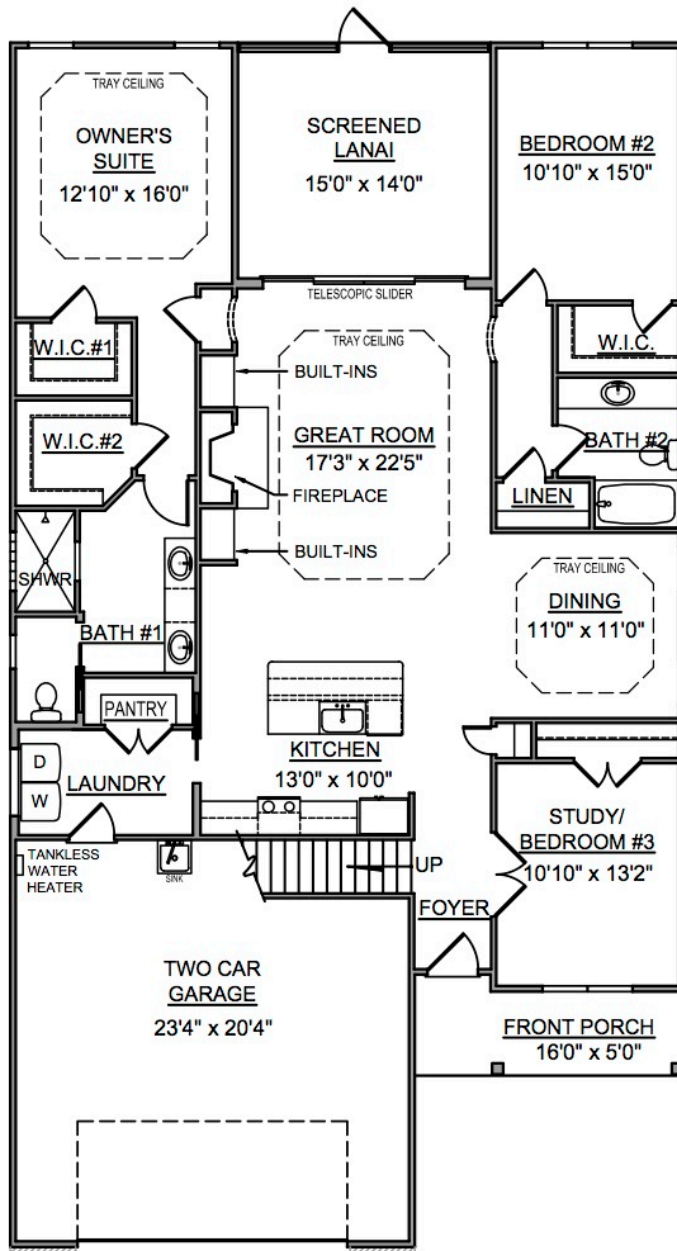 TRAY CEILING
OWNER'S
SUITE
12'10" x 16'0"
SCREENED
LANAI
15'0" x 14'0"
BEDROOM #2
10'10" x 15'0"
TELESCOPIC SLIDER
TRAY CEILING
W.I.C.#1
BUILT-INS
W.I.C.
W.I.C.#2
GREAT ROOM
17'3" x 22'5"
BATH #2
FIREPLACE
LINEN
BUILT-INS
SHWR
BATH #1
TRAY CEILING
DINING
11'0" x 11'0"
PANTRY
KITCHEN
13'0" x 10'0"
D
W
LAUNDRY
STUDY/
BEDROOM #3
10'10" x 13'2"
TANKLESS
WATER
HEATER
SINK
UP
FOYER
TWO CAR
GARAGE
23'4" x 20'4"
FRONT PORCH
16'0" x 5'0"